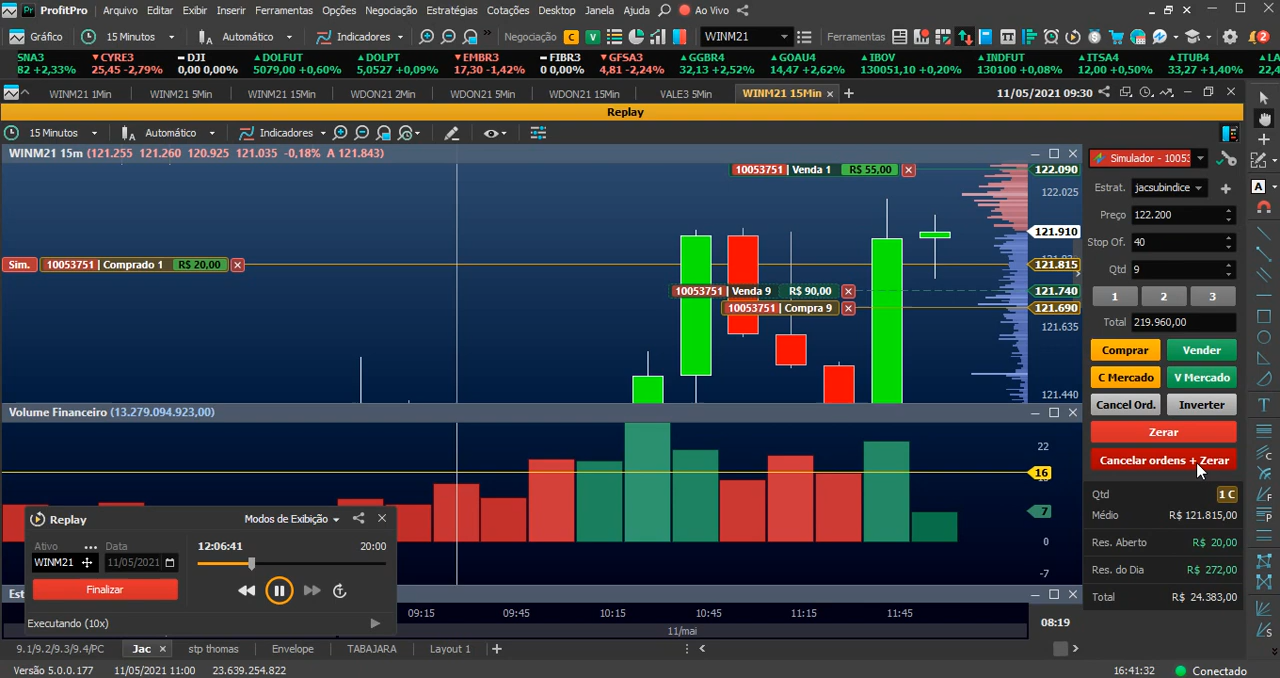 ProfitPro Arquivo Editar Exibir Inserir Ferramentas Opções Negociação Estratégias Cotações Desktop Janela Ajuda Ao Vivo
Gráfico 15 Minutos Automático Indicadores Negociação C V WINM21 Ferramentas 2
SNA3 CYRE3 DJI DOLFUT DOLPT EMBR3 FIBR3 GFSA3 GGBR4 GOAU4 IBOV INDFUT ITSA4 ITUB4
82 +2,33% 25,45 -2,79% 0,00 0,00% 5079,00 +0,60% 5,0527 +0,09% 17,30 -1,42% 0 0,00% 4,81 -2,24% 32,13 +2,52% 14,47 +2,62% 130051,10 +0,20% 130100 +0,08% 12,00 +0,50% 33,27 +1,40%
WINM21 1Min WINM21 5Min WINM21 15Min WDON21 2Min WDON21 5Min WDON21 15Min VALE3 5Min WINM21 15Min 11/05/2021 09:30
Replay
15 Minutos Automático Indicadores
WINM21 15m (121.255 121.260 120.925 121.035 -0,18% A 121.843)
10053751 | Venda 1 R$ 55,00
122.090
122.025
121.910
Sim. 10053751 | Comprado 1 R$ 20,00
121.815
10053751 | Venda 9 R$ 90,00
121.740
10053751 | Compra 9
121.690
121.635
121.440
Simulador - 10053
Estrat. jacsubindice
Preço 122.200
Stop Of. 40
Qtd 9
1 2 3
Total 219.960,00
Comprar Vender
C Mercado V Mercado
Cancel Ord. Inverter
Zerar
Cancelar ordens + Zerar
Qtd 1 C
Médio R$ 121.815,00
Res. Aberto R$ 20,00
Res. do Dia R$ 272,00
Total R$ 24.383,00
Volume Financeiro (13.279.094.923,00)
22
16
7
0
-7
Replay Modos de Exibição
Ativo Data 12:06:41 20:00
WINM21 11/05/2021
Finalizar
Executando (10x)
09:15 09:45 10:15 10:45 11:15 11:45
11/mai
08:19
9.1/9.2/9.3/9.4/PC Jac stp thomas Envelope TABAJARA Layout 1
Versão 5.0.0.177 11/05/2021 11:00 23.639.254.822 16:41:32 Conectado